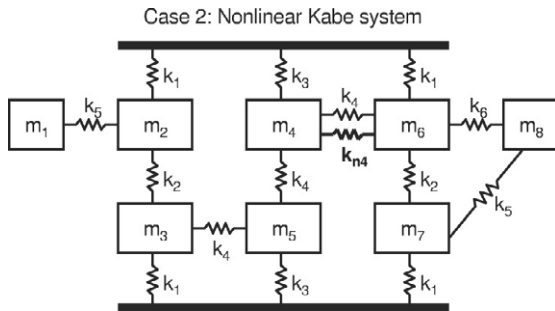 Case 2: Nonlinear Kabe system
k₁ k₃ k₁
k₅ k₄ k₆
m₁ m₂ m₄ m₆ m₈
kₙ₄
k₂ k₄ k₂
k₅
m₃ m₅ m₇
k₄
k₁ k₃ k₁